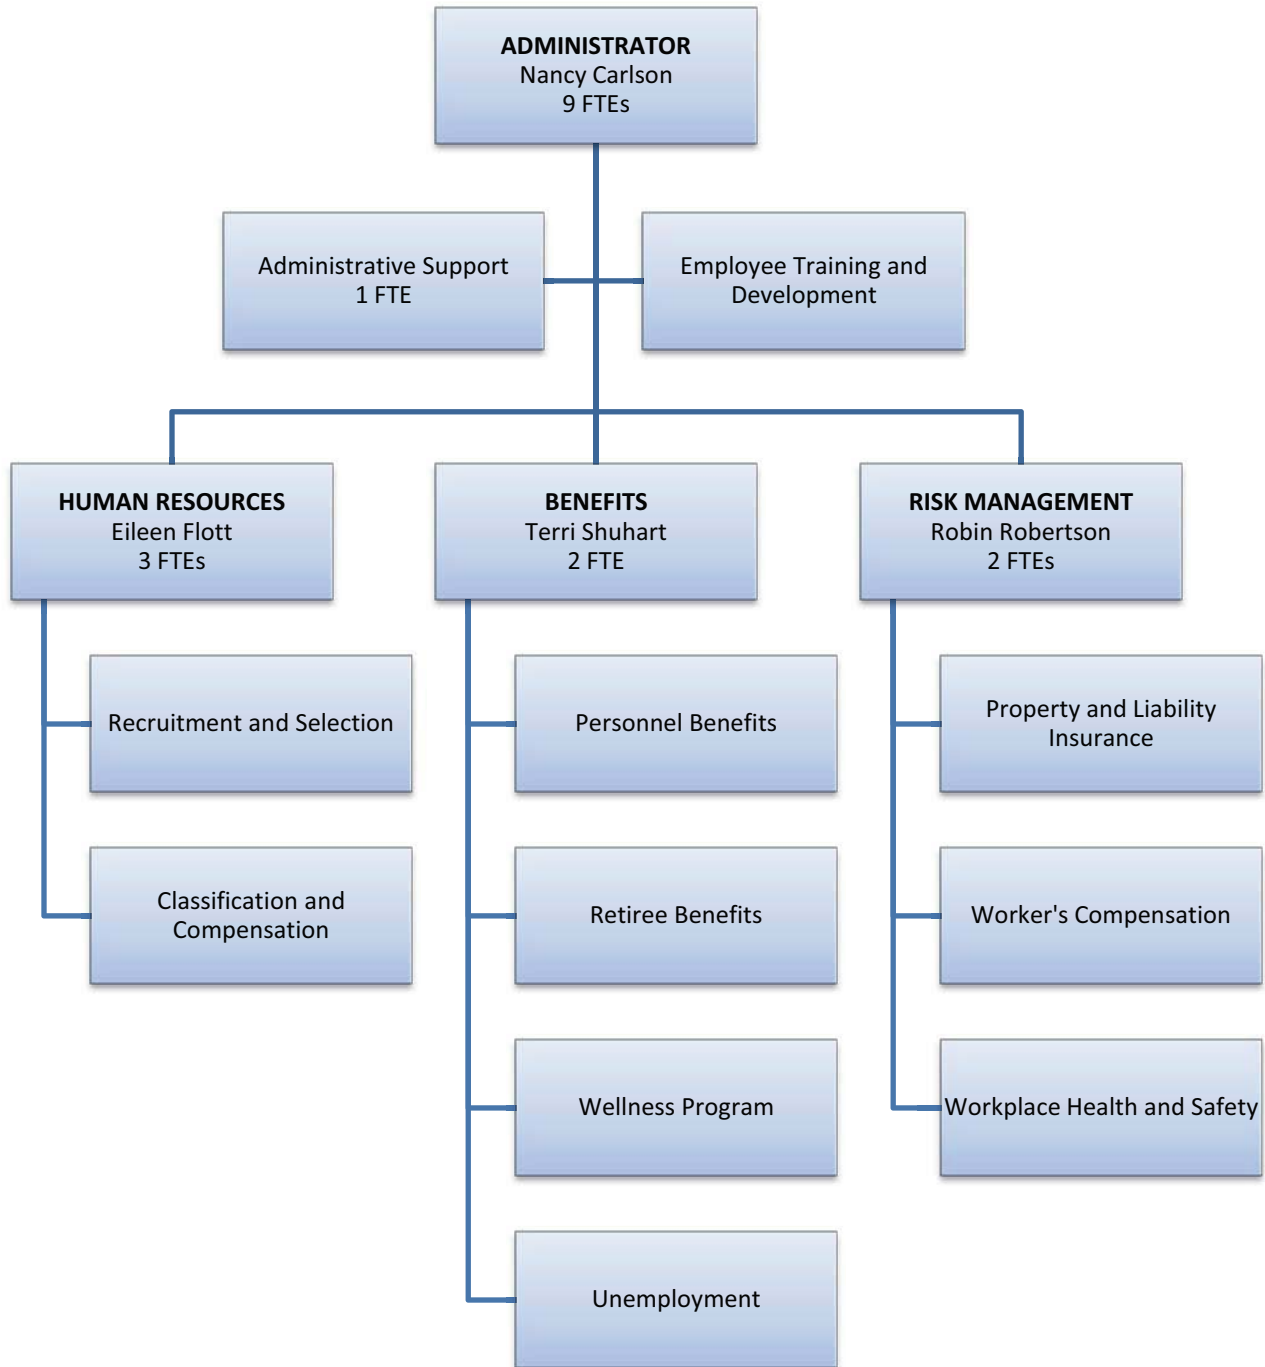 ADMINISTRATOR
Nancy Carlson
9 FTEs
Administrative Support
1 FTE
Employee Training and
Development
HUMAN RESOURCES
Eileen Flott
3 FTEs
BENEFITS
Terri Shuhart
2 FTE
RISK MANAGEMENT
Robin Robertson
2 FTEs
Recruitment and Selection
Classification and
Compensation
Personnel Benefits
Retiree Benefits
Wellness Program
Unemployment
Property and Liability
Insurance
Worker's Compensation
Workplace Health and Safety